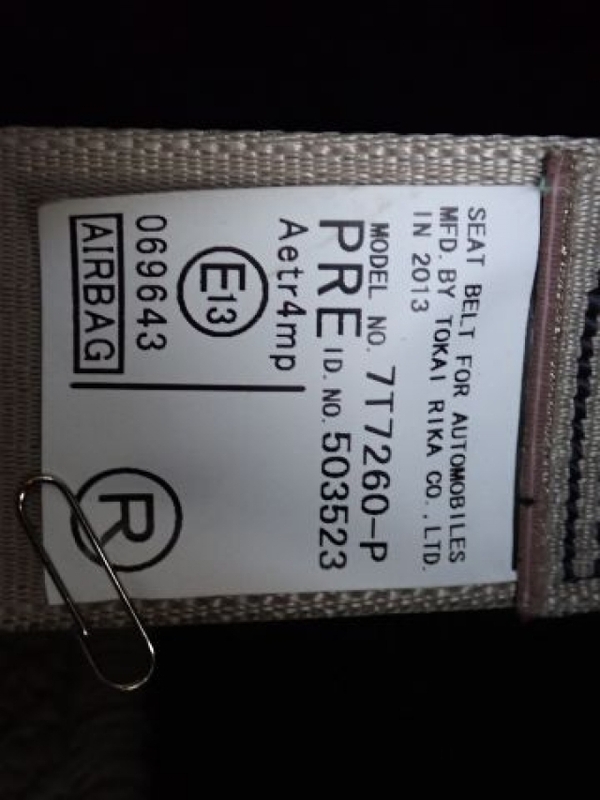 SEAT BELT FOR AUTOMOBILES
MFD. BY TOKAI RIKA CO., LTD.
IN 2013
MODEL NO. 7T7260-P
PRE ID. NO. 503523
Aetr4mp
E13
069643
AIRBAG
R